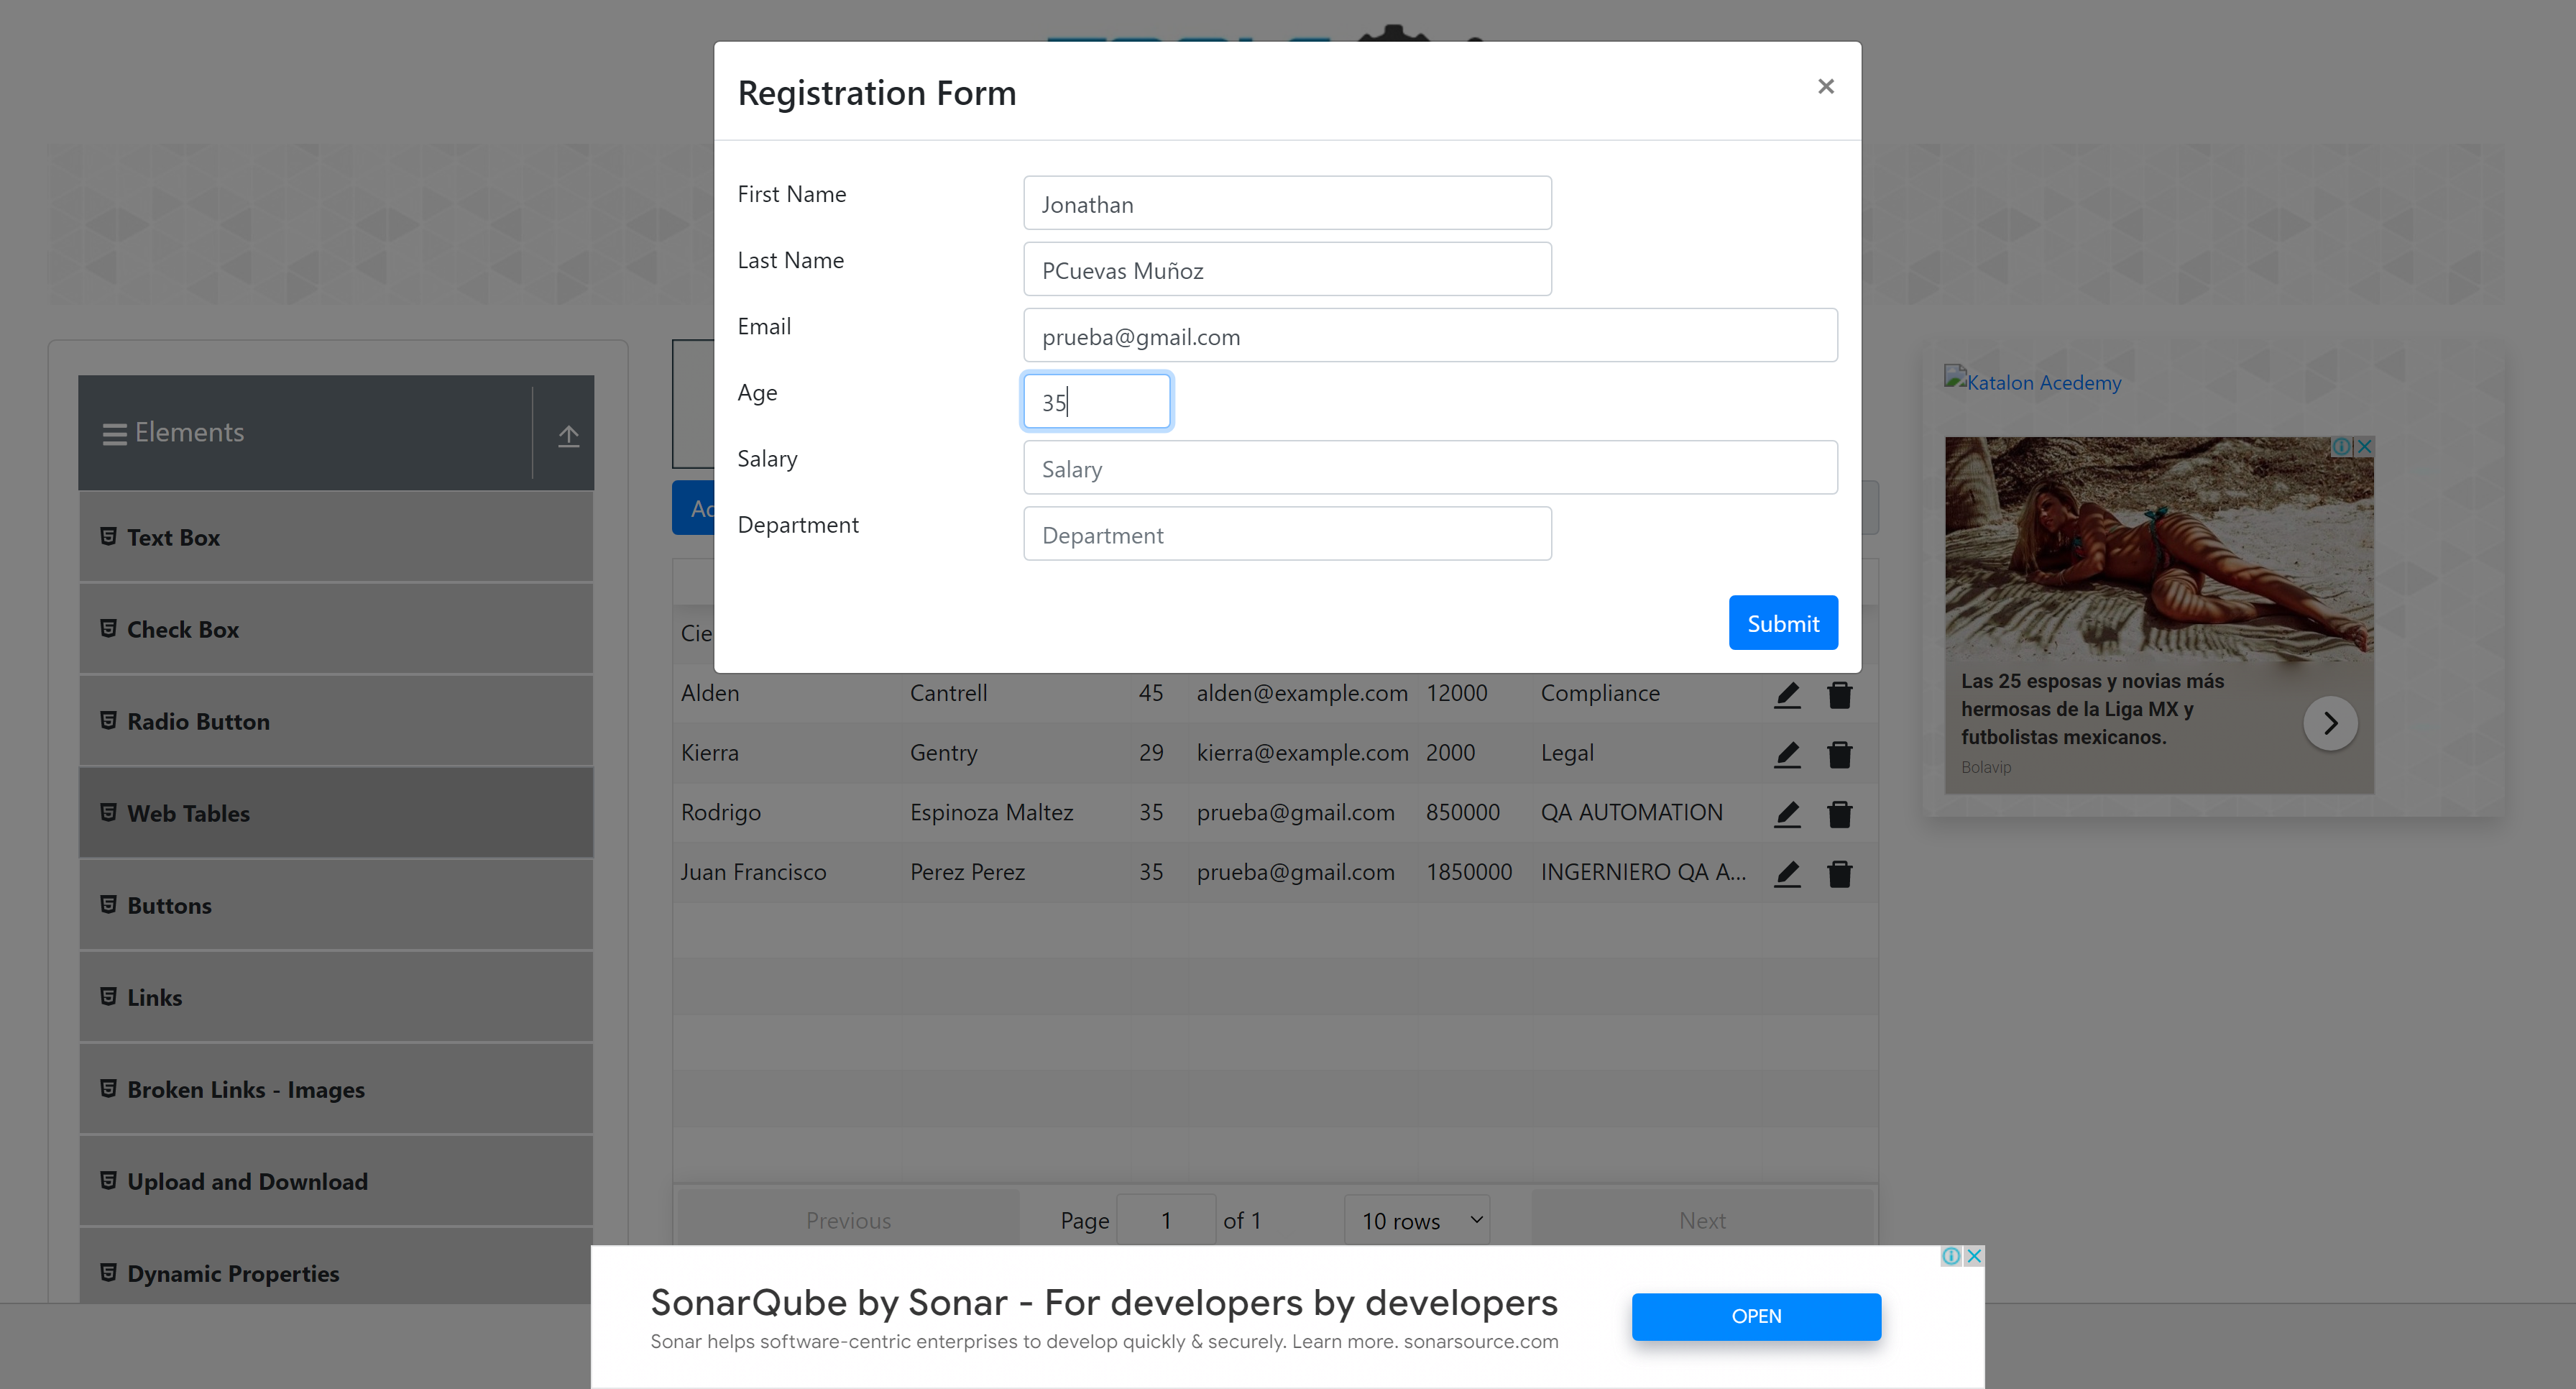 Registration Form
×
First Name
Jonathan
Last Name
PCuevas Muñoz
Email
prueba@gmail.com
Age
35
Salary
Salary
Department
Department
Submit
Elements
Text Box
Check Box
Radio Button
Web Tables
Buttons
Links
Broken Links - Images
Upload and Download
Dynamic Properties
Alden Cantrell 45 alden@example.com 12000 Compliance
Kierra Gentry 29 kierra@example.com 2000 Legal
Rodrigo Espinoza Maltez 35 prueba@gmail.com 850000 QA AUTOMATION
Juan Francisco Perez Perez 35 prueba@gmail.com 1850000 INGERNIERO QA A...
Previous
Page 1 of 1
10 rows
Next
Katalon Acedemy
Las 25 esposas y novias más
hermosas de la Liga MX y
futbolistas mexicanos.
Bolavip
SonarQube by Sonar - For developers by developers
Sonar helps software-centric enterprises to develop quickly & securely. Learn more. sonarsource.com
OPEN